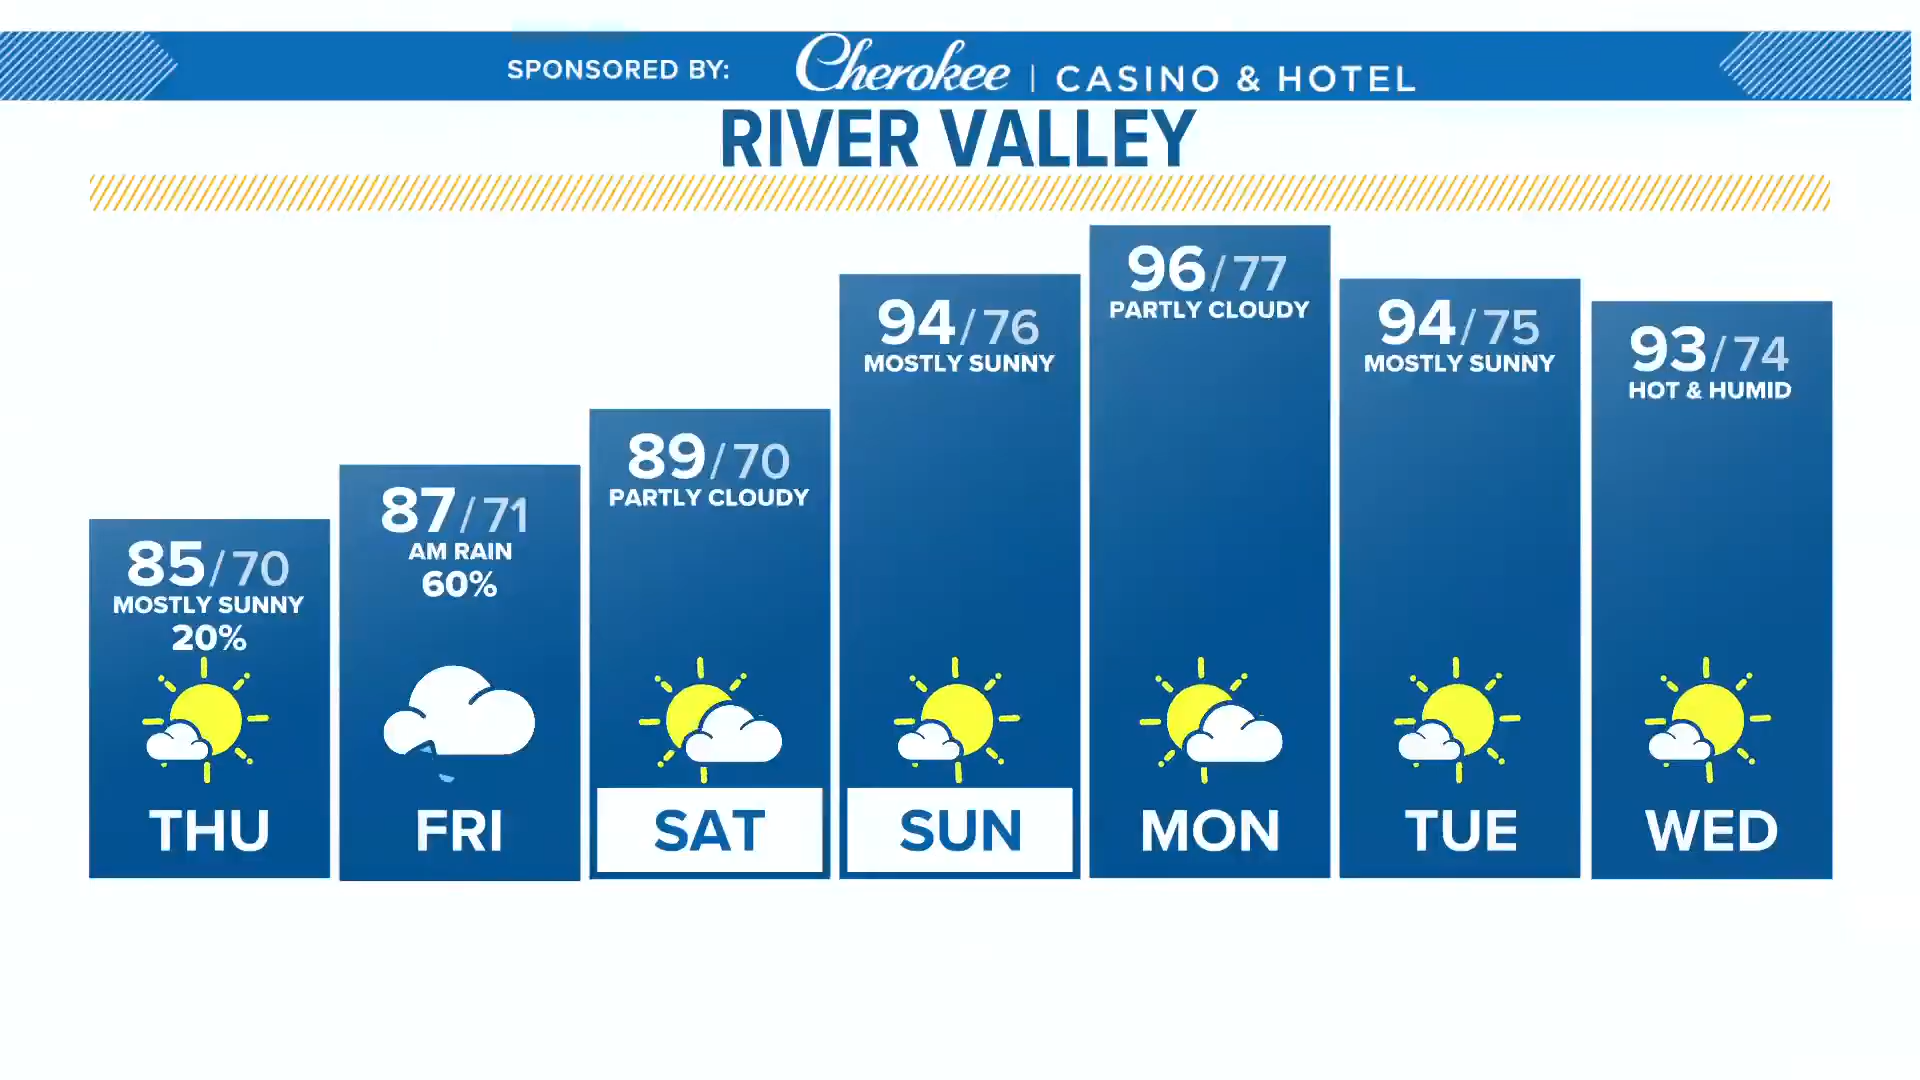 SPONSORED BY: Cherokee | CASINO & HOTEL
RIVER VALLEY
85/70
MOSTLY SUNNY
20%
THU
87/71
AM RAIN
60%
FRI
89/70
PARTLY CLOUDY
SAT
94/76
MOSTLY SUNNY
SUN
96/77
PARTLY CLOUDY
MON
94/75
MOSTLY SUNNY
TUE
93/74
HOT & HUMID
WED